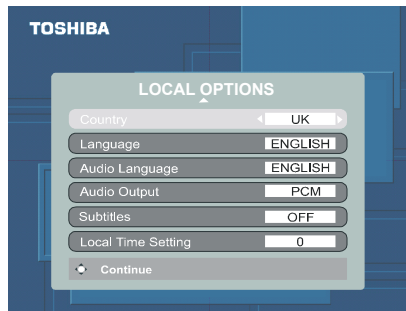 TOSHIBA
LOCAL OPTIONS
Country UK
Language ENGLISH
Audio Language ENGLISH
Audio Output PCM
Subtitles OFF
Local Time Setting 0
Continue